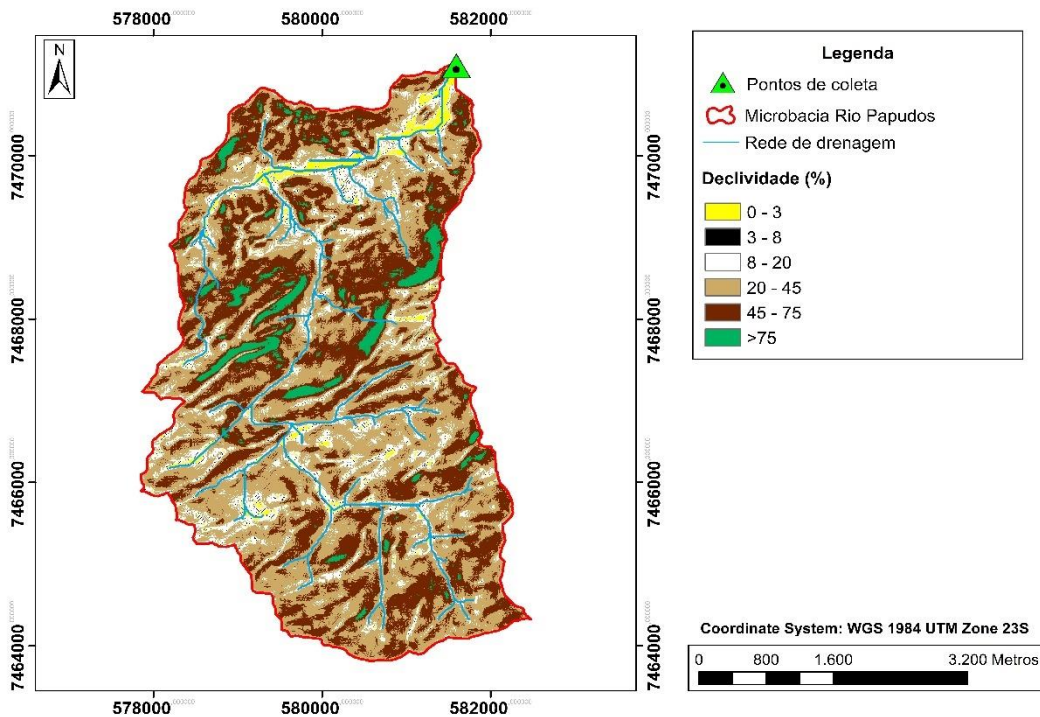 578000 580000 582000
N
7470000
7468000
7466000
7464000
7470000
7468000
7466000
7464000
578000 580000 582000
Legenda
Pontos de coleta
Microbacia Rio Papudos
Rede de drenagem
Declividade (%)
0 - 3
3 - 8
8 - 20
20 - 45
45 - 75
>75
Coordinate System: WGS 1984 UTM Zone 23S
0 800 1.600 3.200 Metros